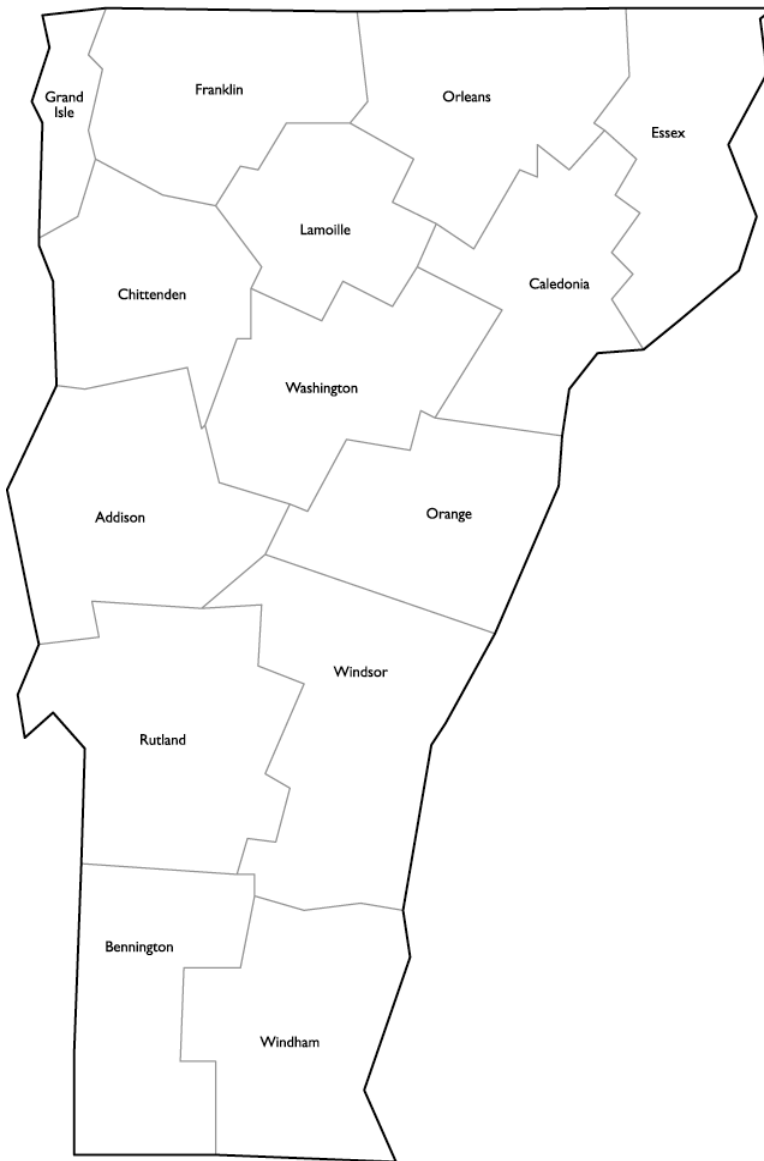 Grand
Isle
Franklin
Orleans
Essex
Lamoille
Caledonia
Chittenden
Washington
Addison
Orange
Windsor
Rutland
Bennington
Windham